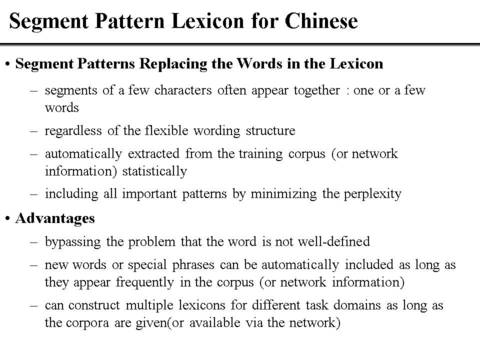 Segment Pattern Lexicon for Chinese
• Segment Patterns Replacing the Words in the Lexicon
– segments of a few characters often appear together : one or a few
words
– regardless of the flexible wording structure
– automatically extracted from the training corpus (or network
information) statistically
– including all important patterns by minimizing the perplexity
• Advantages
– bypassing the problem that the word is not well-defined
– new words or special phrases can be automatically included as long as
they appear frequently in the corpus (or network information)
– can construct multiple lexicons for different task domains as long as
the corpora are given(or available via the network)